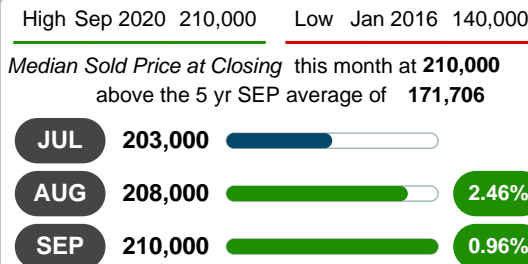 High Sep 2020 210,000 Low Jan 2016 140,000
Median Sold Price at Closing this month at 210,000
above the 5 yr SEP average of 171,706
JUL 203,000
AUG 208,000 2.46%
SEP 210,000 0.96%